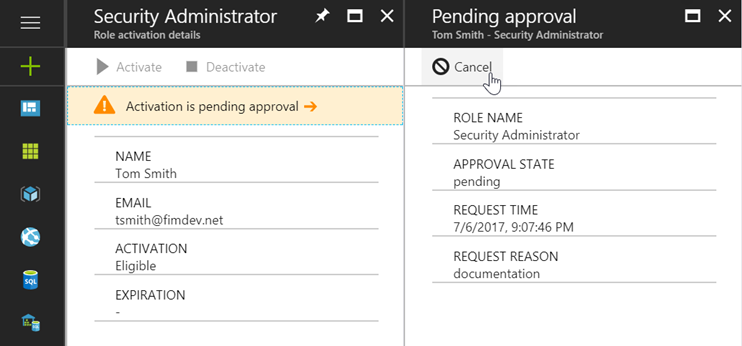 Security Administrator
Role activation details
Activate
Deactivate
Activation is pending approval →
NAME
Tom Smith
EMAIL
tsmith@fimdev.net
ACTIVATION
Eligible
EXPIRATION
-
Pending approval
Tom Smith - Security Administrator
Cancel
ROLE NAME
Security Administrator
APPROVAL STATE
pending
REQUEST TIME
7/6/2017, 9:07:46 PM
REQUEST REASON
documentation
SQL